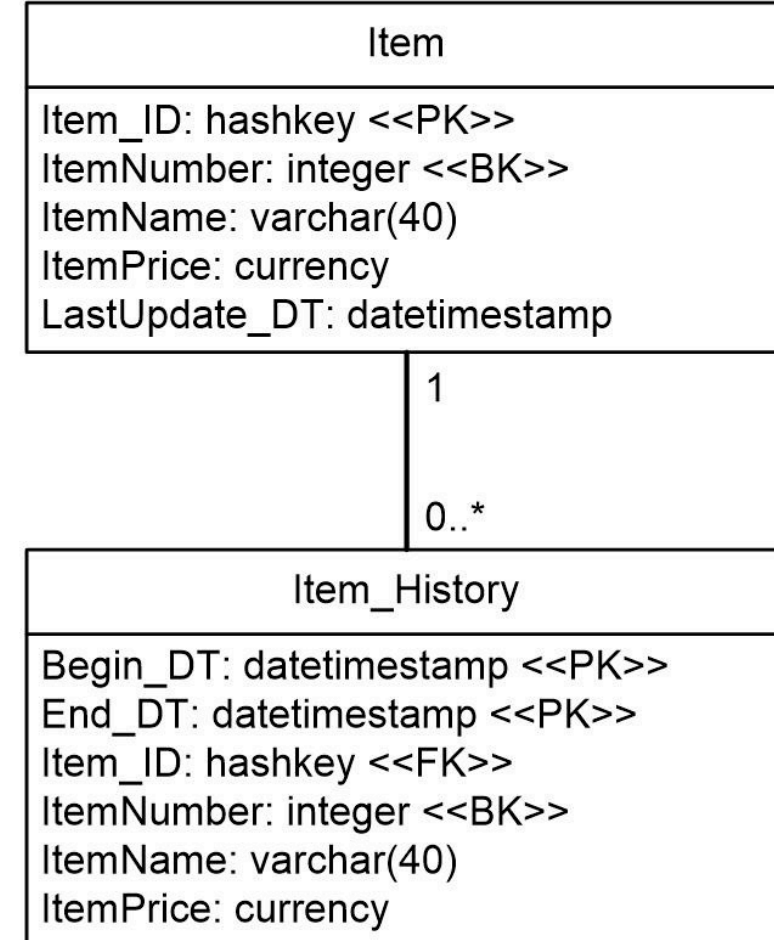 Item
Item_ID: hashkey <<PK>>
ItemNumber: integer <<BK>>
ItemName: varchar(40)
ItemPrice: currency
LastUpdate_DT: datetimestamp
1
0..*
Item_History
Begin_DT: datetimestamp <<PK>>
End_DT: datetimestamp <<PK>>
Item_ID: hashkey <<FK>>
ItemNumber: integer <<BK>>
ItemName: varchar(40)
ItemPrice: currency